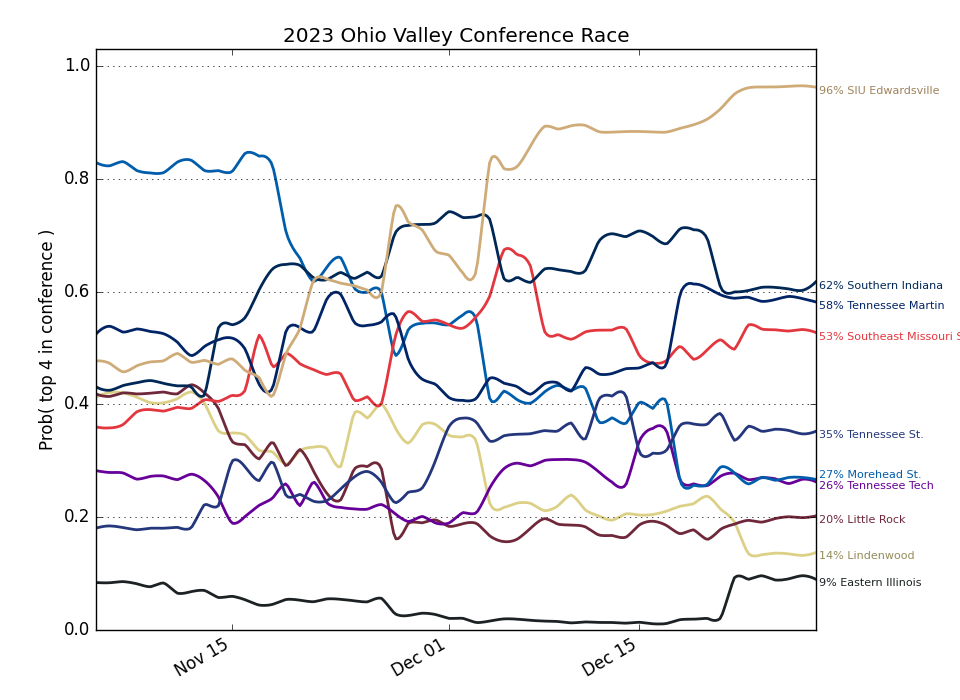 2023 Ohio Valley Conference Race
Prob( top 4 in conference )
1.0
0.8
0.6
0.4
0.2
0.0
Nov 15
Dec 01
Dec 15
96% SIU Edwardsville
62% Southern Indiana
58% Tennessee Martin
53% Southeast Missouri S
35% Tennessee St.
27% Morehead St.
26% Tennessee Tech
20% Little Rock
14% Lindenwood
9% Eastern Illinois